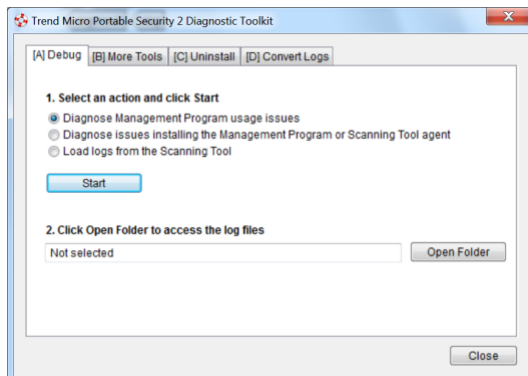 Trend Micro Portable Security 2 Diagnostic Toolkit
[A] Debug [B] More Tools [C] Uninstall [D] Convert Logs
1. Select an action and click Start
Diagnose Management Program usage issues
Diagnose issues installing the Management Program or Scanning Tool agent
Load logs from the Scanning Tool
Start
2. Click Open Folder to access the log files
Not selected Open Folder
Close